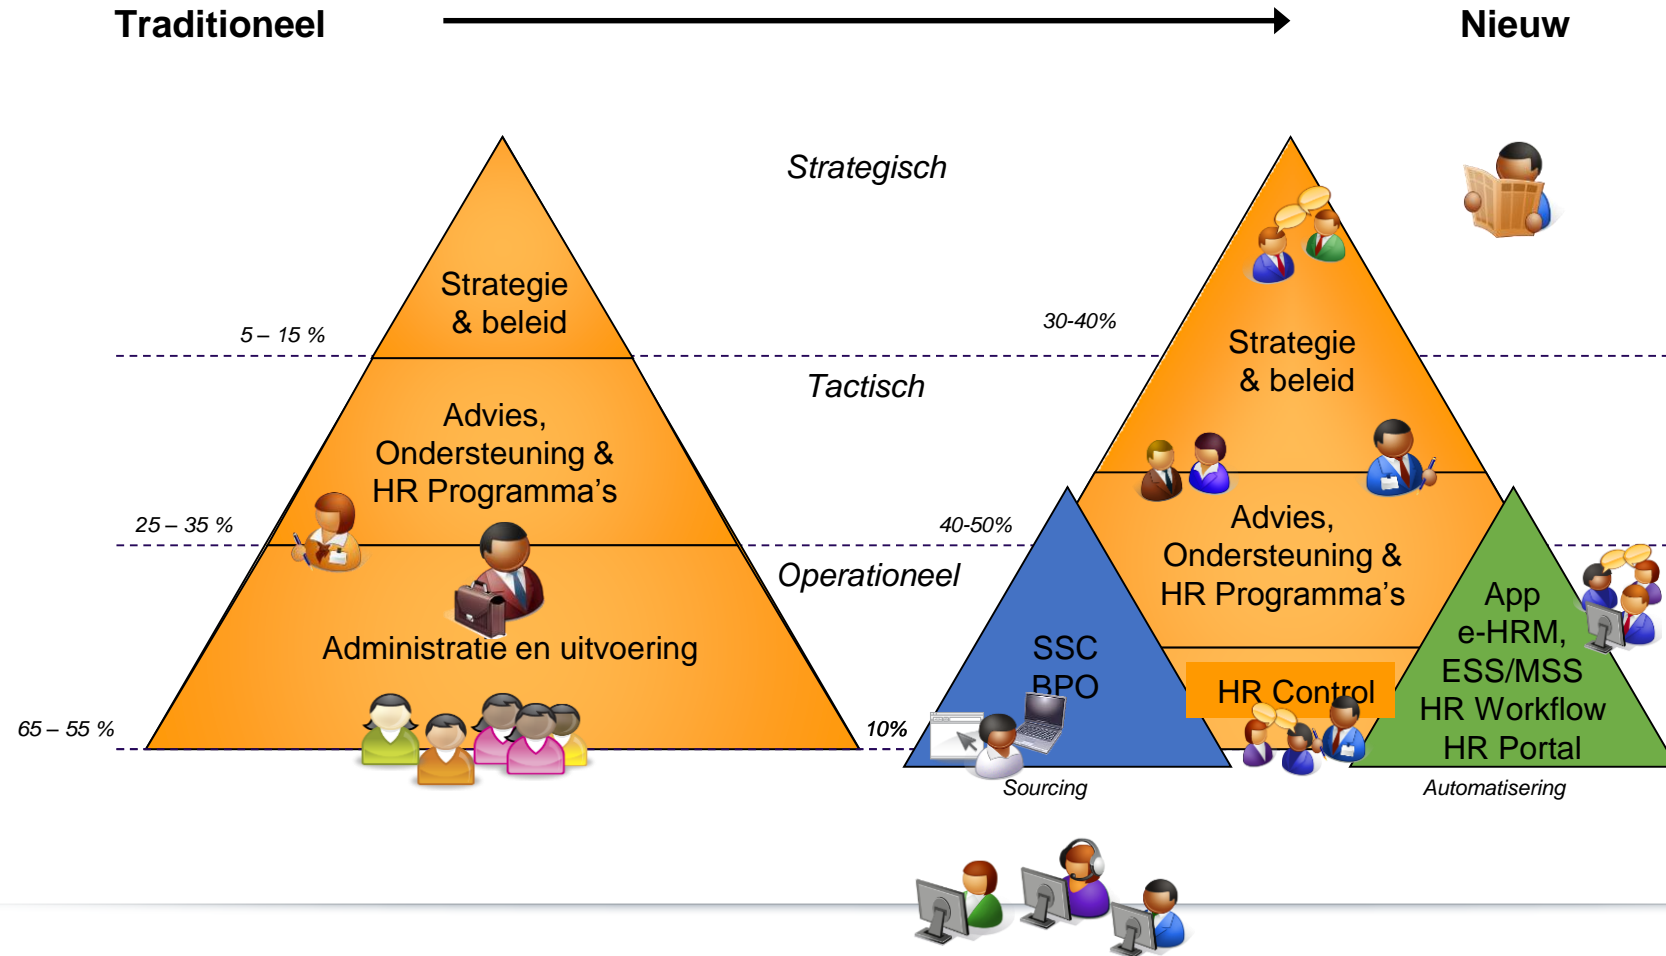 Traditioneel
Nieuw
Strategisch
Strategie
& beleid
5 – 15 %
Tactisch
Advies,
Ondersteuning &
HR Programma's
25 – 35 %
Operationeel
Administratie en uitvoering
65 – 55 %
30-40%
Strategie
& beleid
40-50%
Advies,
Ondersteuning &
HR Programma's
SSC
BPO
HR Control
10%
App
e-HRM,
ESS/MSS
HR Workflow
HR Portal
Sourcing
Automatisering